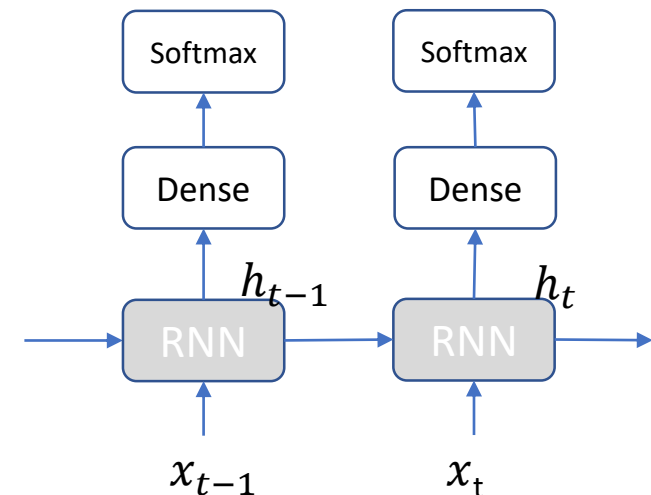 Softmax Softmax
Dense Dense
h_{t-1} h_t
RNN RNN
x_{t-1} x_t